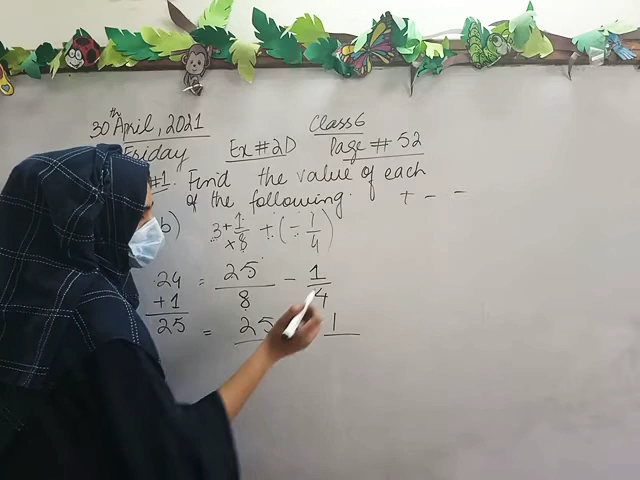 30th April, 2021 Class 6
Friday Ex # 2D Page # 52
#1. Find the value of each
of the following. + - -
b) 3 + 1/8 + (- 1/4)
×
24 = 25/8 - 1/4
+ 1
25 = 25 1